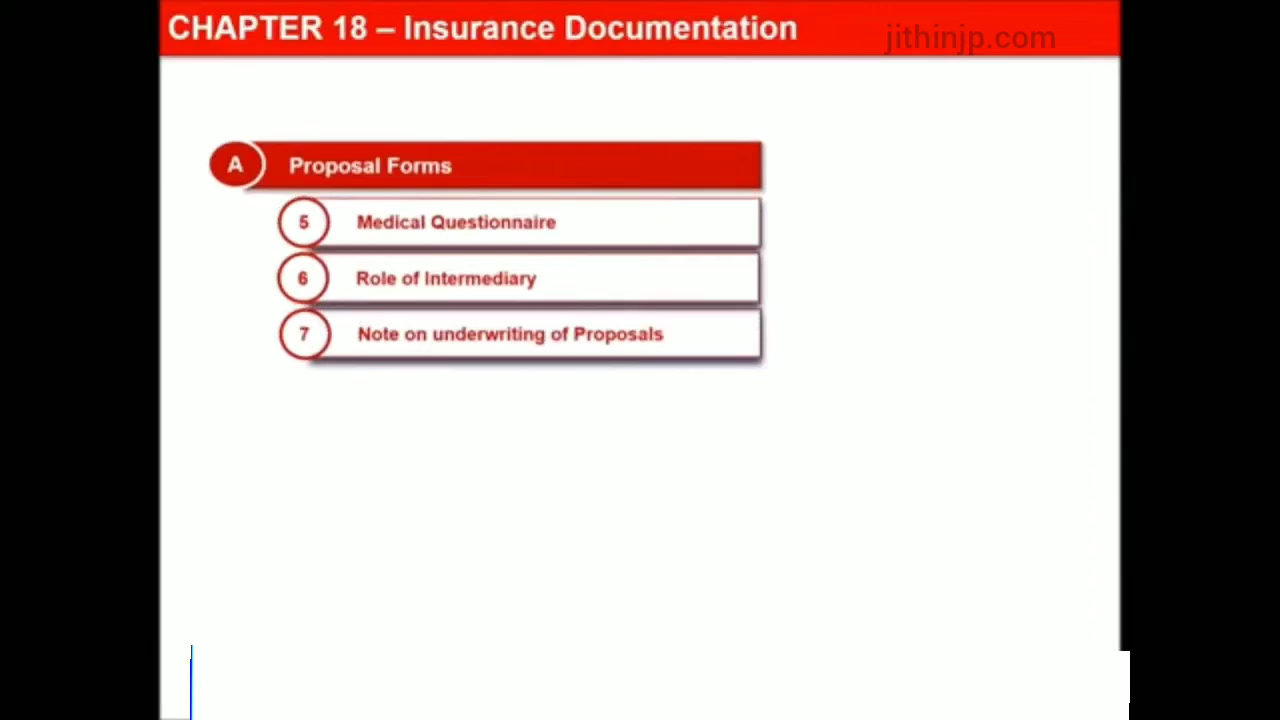 CHAPTER 18 – Insurance Documentation
jithinjp.com
A Proposal Forms
5 Medical Questionnaire
6 Role of Intermediary
7 Note on underwriting of Proposals